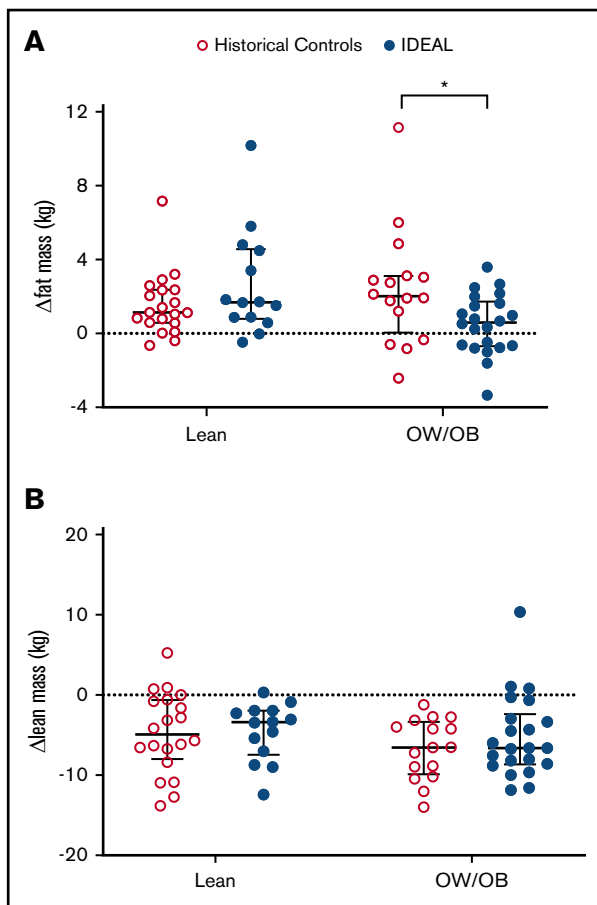 A
Historical Controls IDEAL
*
12
8
4
0
-4
Δfat mass (kg)
Lean OW/OB
B
20
10
0
-10
-20
Δlean mass (kg)
Lean OW/OB